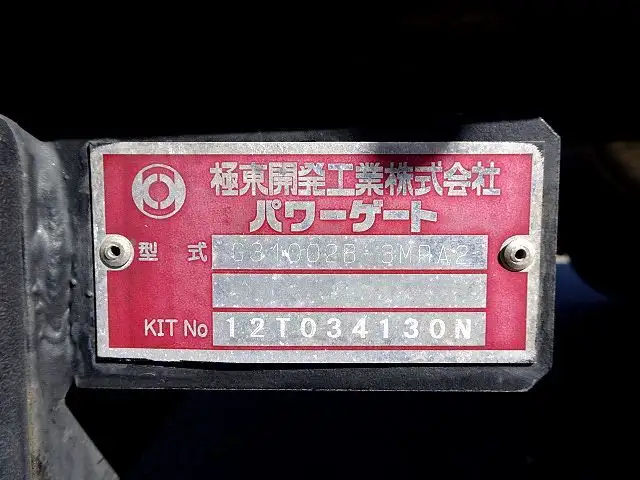 極東開発工業株式会社
パワーゲート
型式 G31002B-3MRA2
KIT No 12T034130N